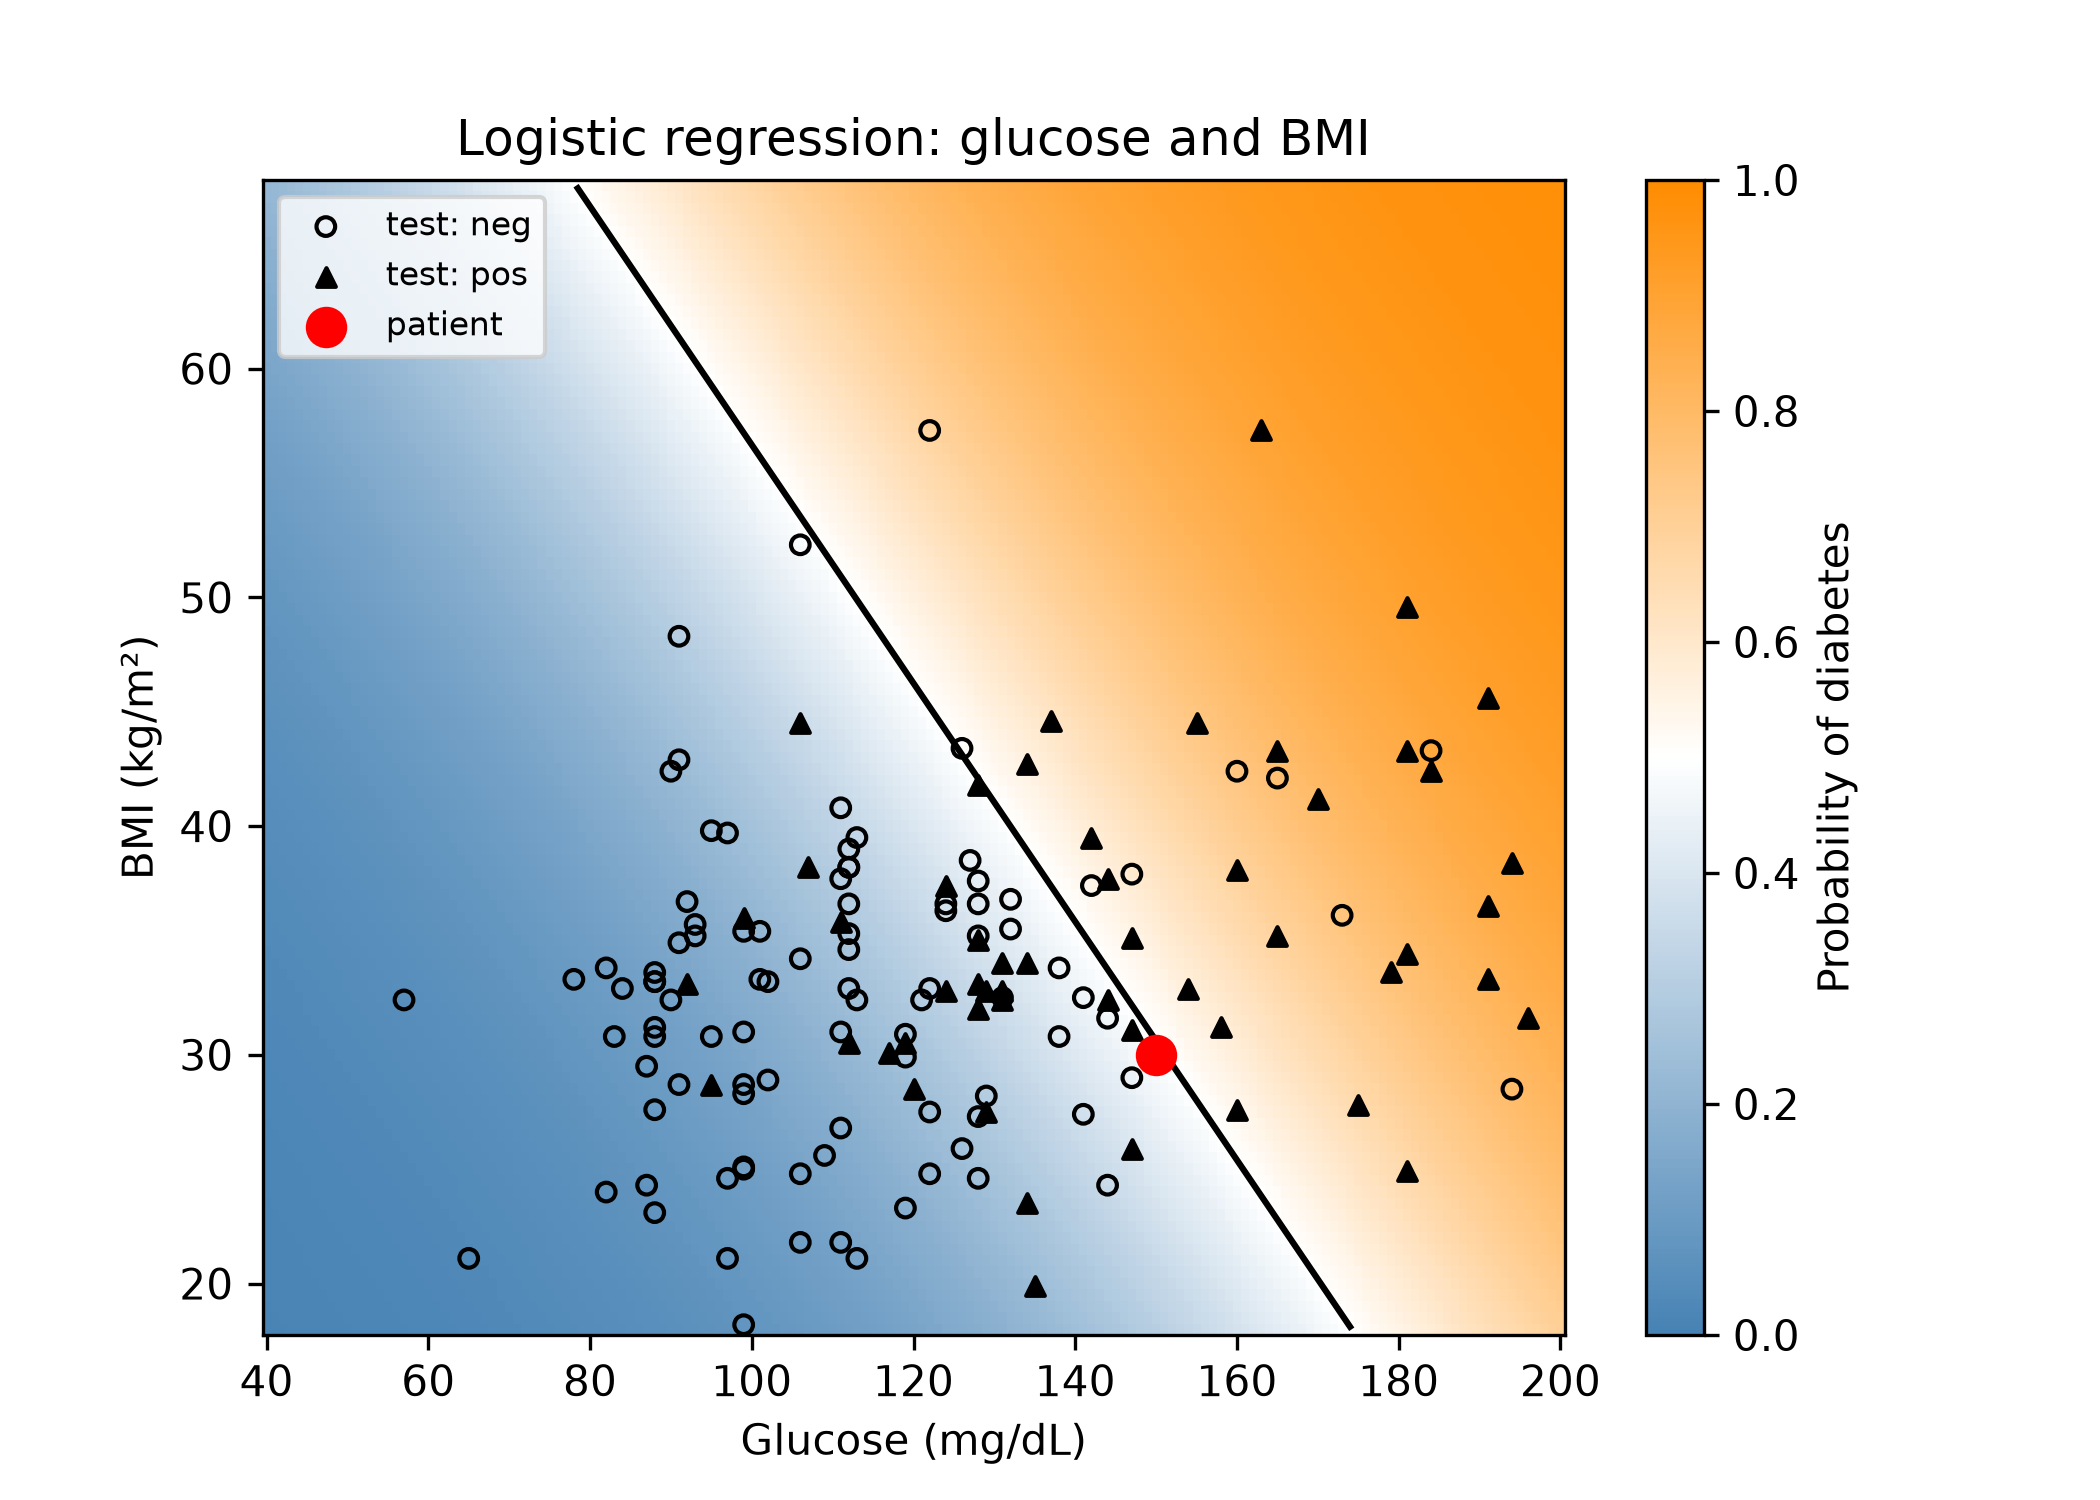 Logistic regression: glucose and BMI
test: neg
test: pos
patient
BMI (kg/m²)
60
50
40
30
20
40 60 80 100 120 140 160 180 200
Glucose (mg/dL)
1.0
0.8
0.6
0.4
0.2
0.0
Probability of diabetes